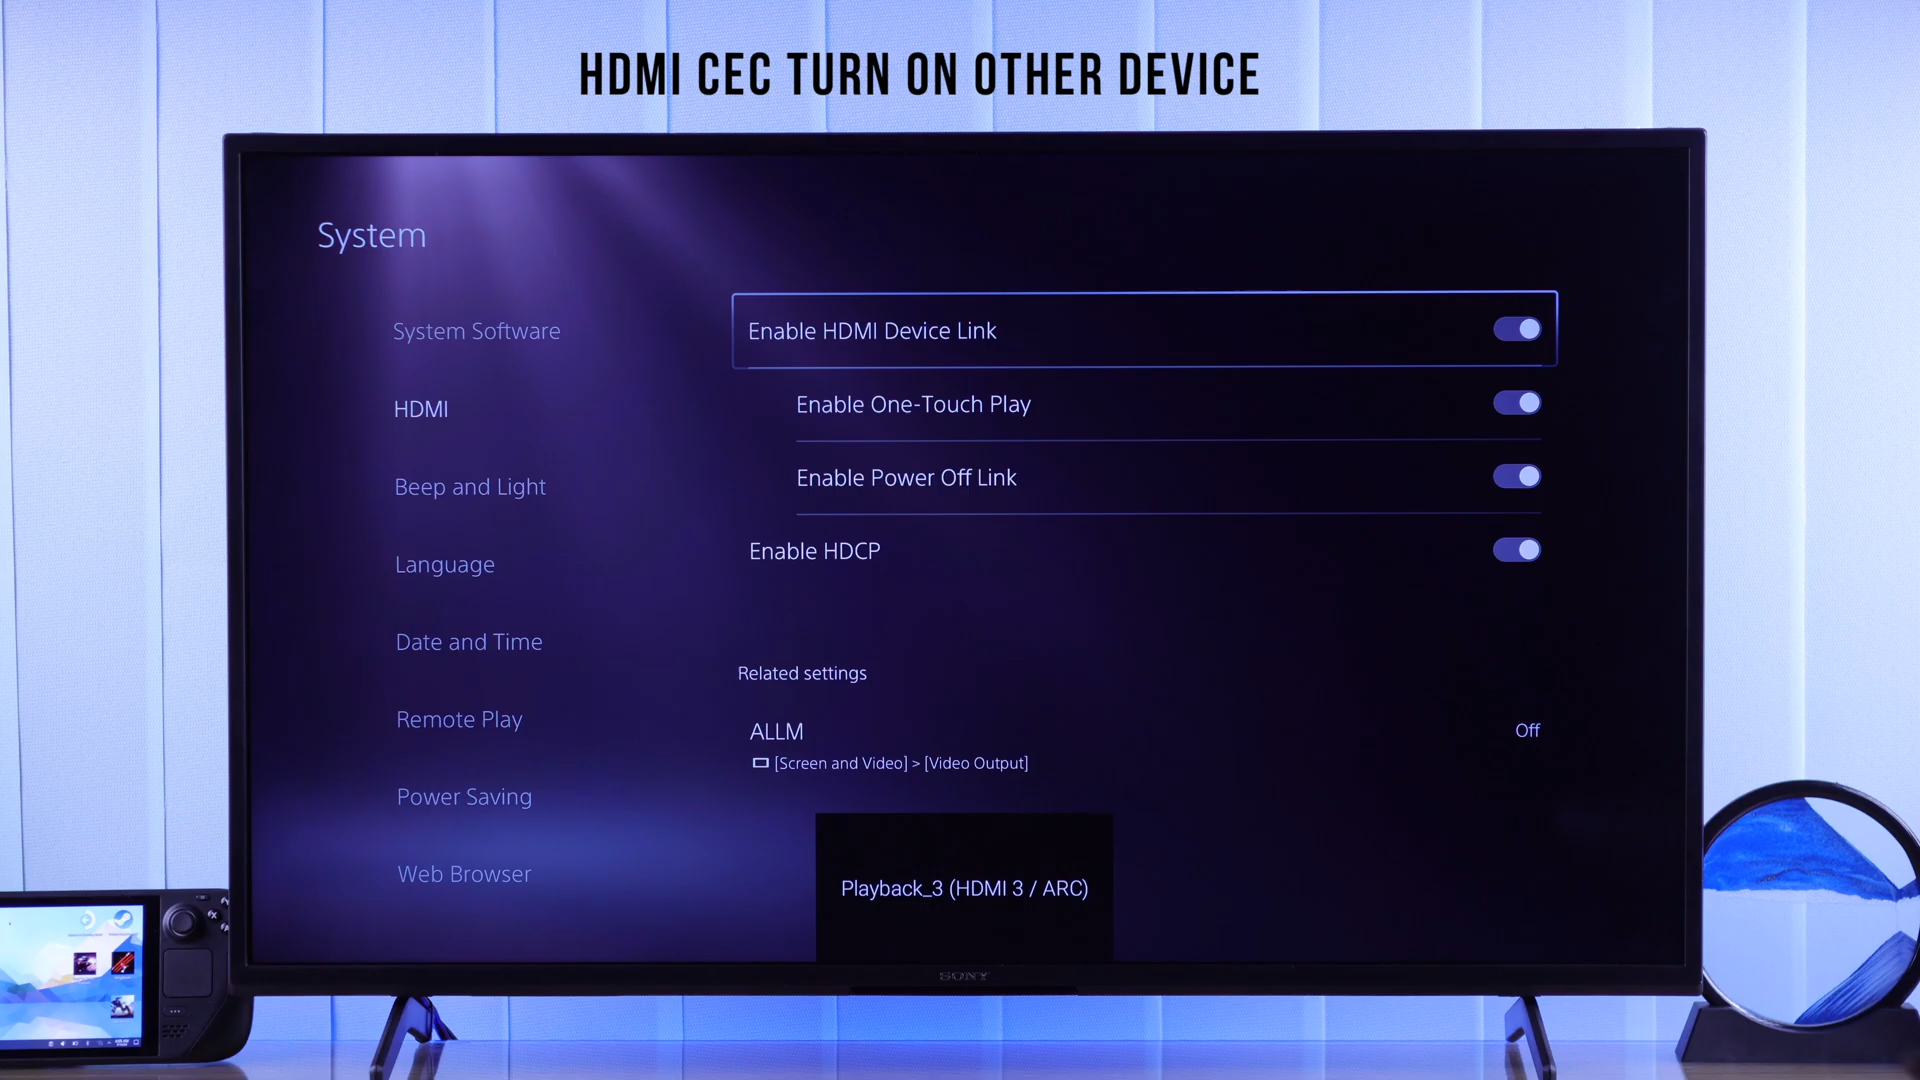 HDMI CEC TURN ON OTHER DEVICE
System
System Software
HDMI
Beep and Light
Language
Date and Time
Remote Play
Power Saving
Web Browser
Enable HDMI Device Link
Enable One-Touch Play
Enable Power Off Link
Enable HDCP
Related settings
ALLM
Off
[Screen and Video] > [Video Output]
Playback_3 (HDMI 3 / ARC)
SONY